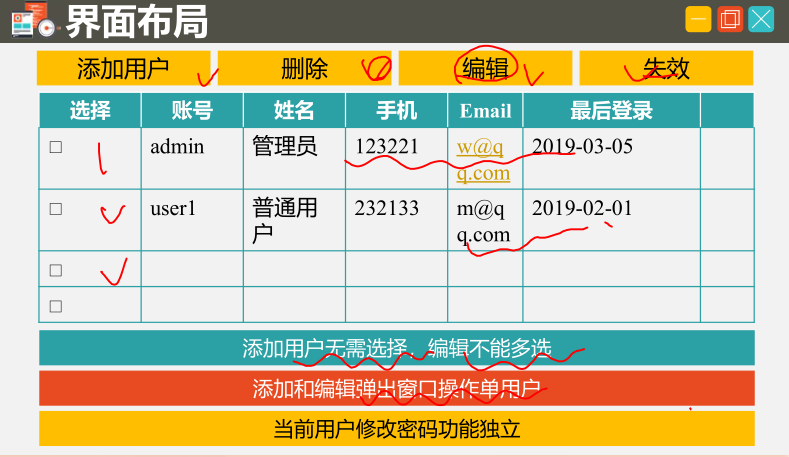 界面布局
添加用户 删除 编辑 失效
选择 账号 姓名 手机 Email 最后登录
□ admin 管理员 123221 w@q 2019-03-05
q.com
□ user1 普通用 232133 m@q 2019-02-01
户 q.com
□
□
添加用户无需选择，编辑不能多选
添加和编辑弹出窗口操作单用户
当前用户修改密码功能独立